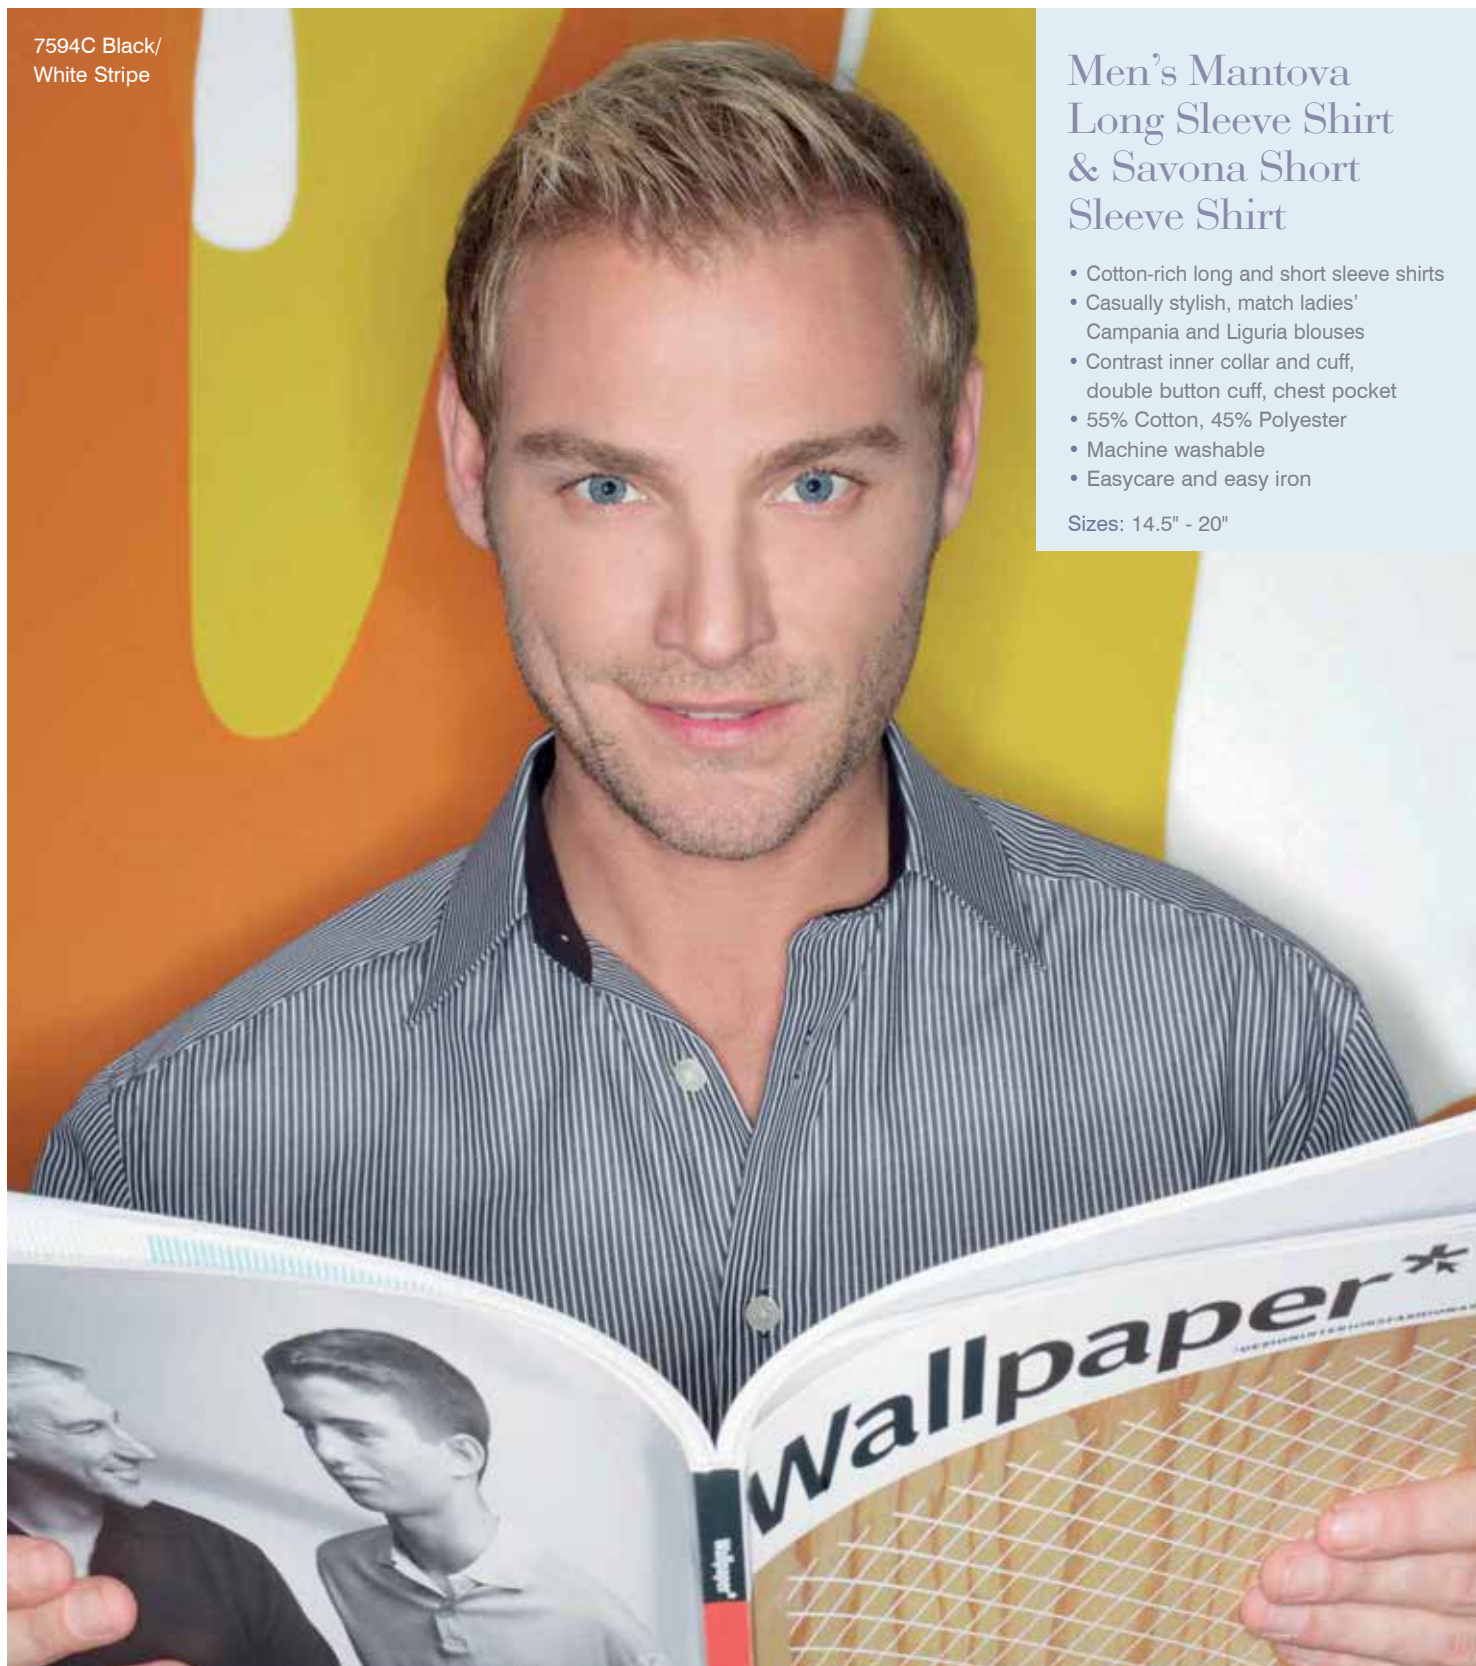 7594C Black/
White Stripe
Men’s Mantova
Long Sleeve Shirt
& Savona Short
Sleeve Shirt
• Cotton-rich long and short sleeve shirts
• Casually stylish, match ladies’
Campania and Liguria blouses
• Contrast inner collar and cuff,
double button cuff, chest pocket
• 55% Cotton, 45% Polyester
• Machine washable
• Easycare and easy iron
Sizes: 14.5" - 20"
Wallpaper*
Wallpaper*